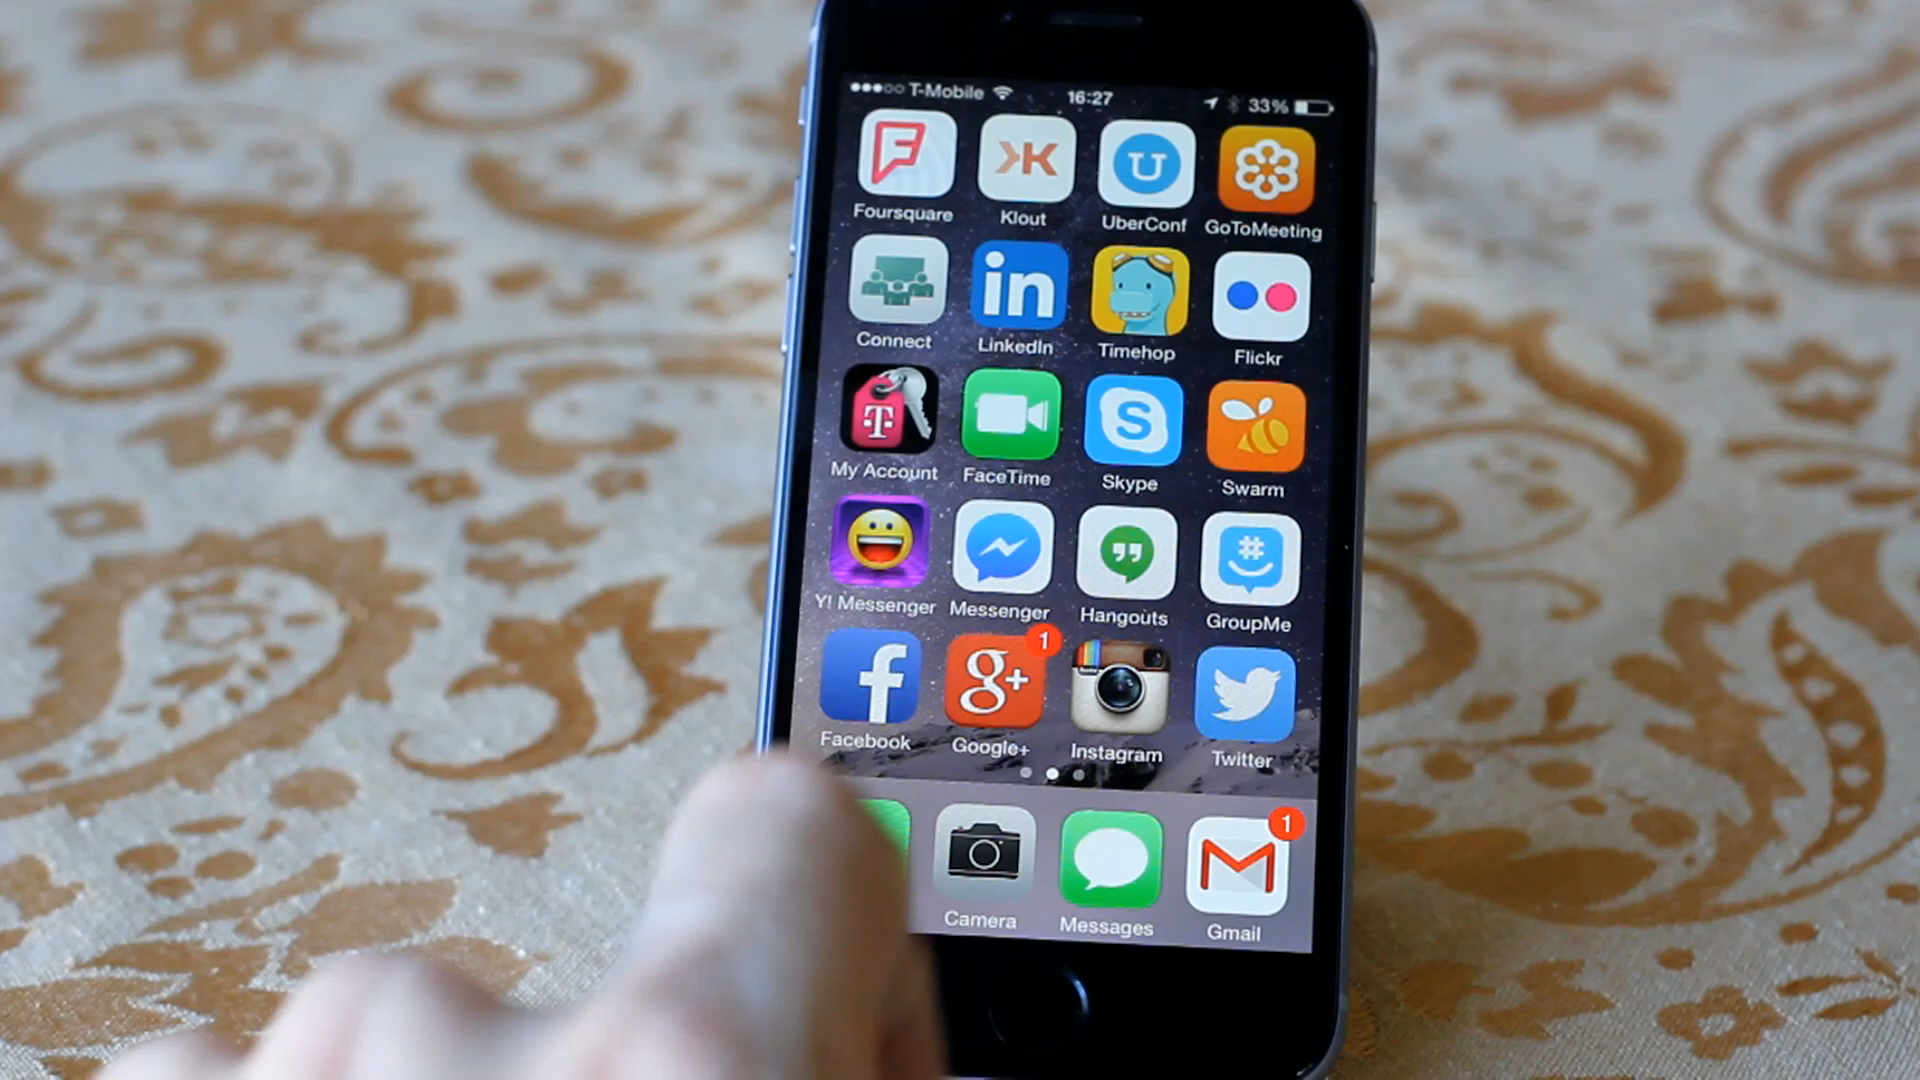 T-Mobile 16:27 33%
F K U
Foursquare Klout UberConf GoToMeeting
in
Connect LinkedIn Timehop Flickr
T S
My Account FaceTime Skype Swarm
#
Y! Messenger Messenger Hangouts GroupMe
f g+ 1
Facebook Google+ Instagram Twitter
1
Camera Messages Gmail